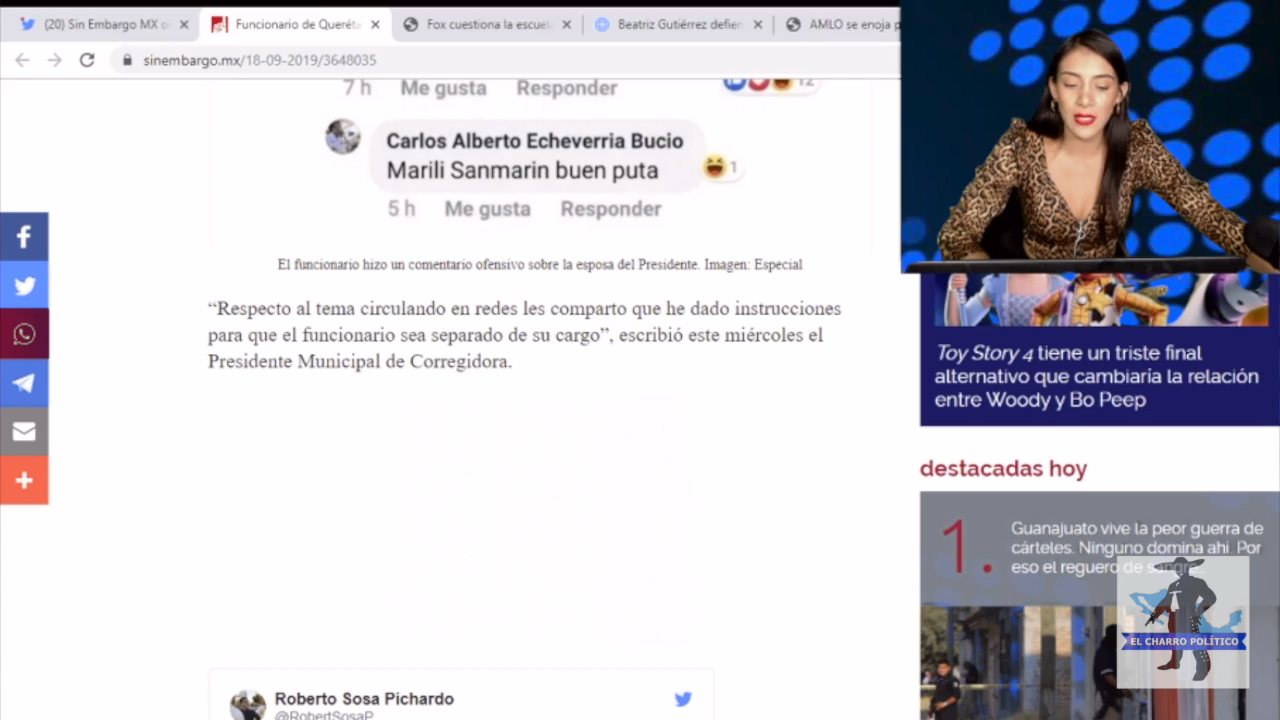 (20) Sin Embargo MX
Funcionario de Queréta
Fox cuestiona la escuel
Beatriz Gutiérrez defien
AMLO se enoja p
sinembargo.mx/18-09-2019/3648035
7 h Me gusta Responder
12
Carlos Alberto Echeverria Bucio
Marili Sanmarin buen puta
1
5 h Me gusta Responder
El funcionario hizo un comentario ofensivo sobre la esposa del Presidente. Imagen: Especial
“Respecto al tema circulando en redes les comparto que he dado instrucciones
para que el funcionario sea separado de su cargo”, escribió este miércoles el
Presidente Municipal de Corregidora.
Roberto Sosa Pichardo
@RobertSosaP
Toy Story 4 tiene un triste final
alternativo que cambiaría la relación
entre Woody y Bo Peep
destacadas hoy
1.
Guanajuato vive la peor guerra de
cárteles. Ninguno domina ahí. Por
eso el reguero de sangre...
EL CHARRO POLÍTICO